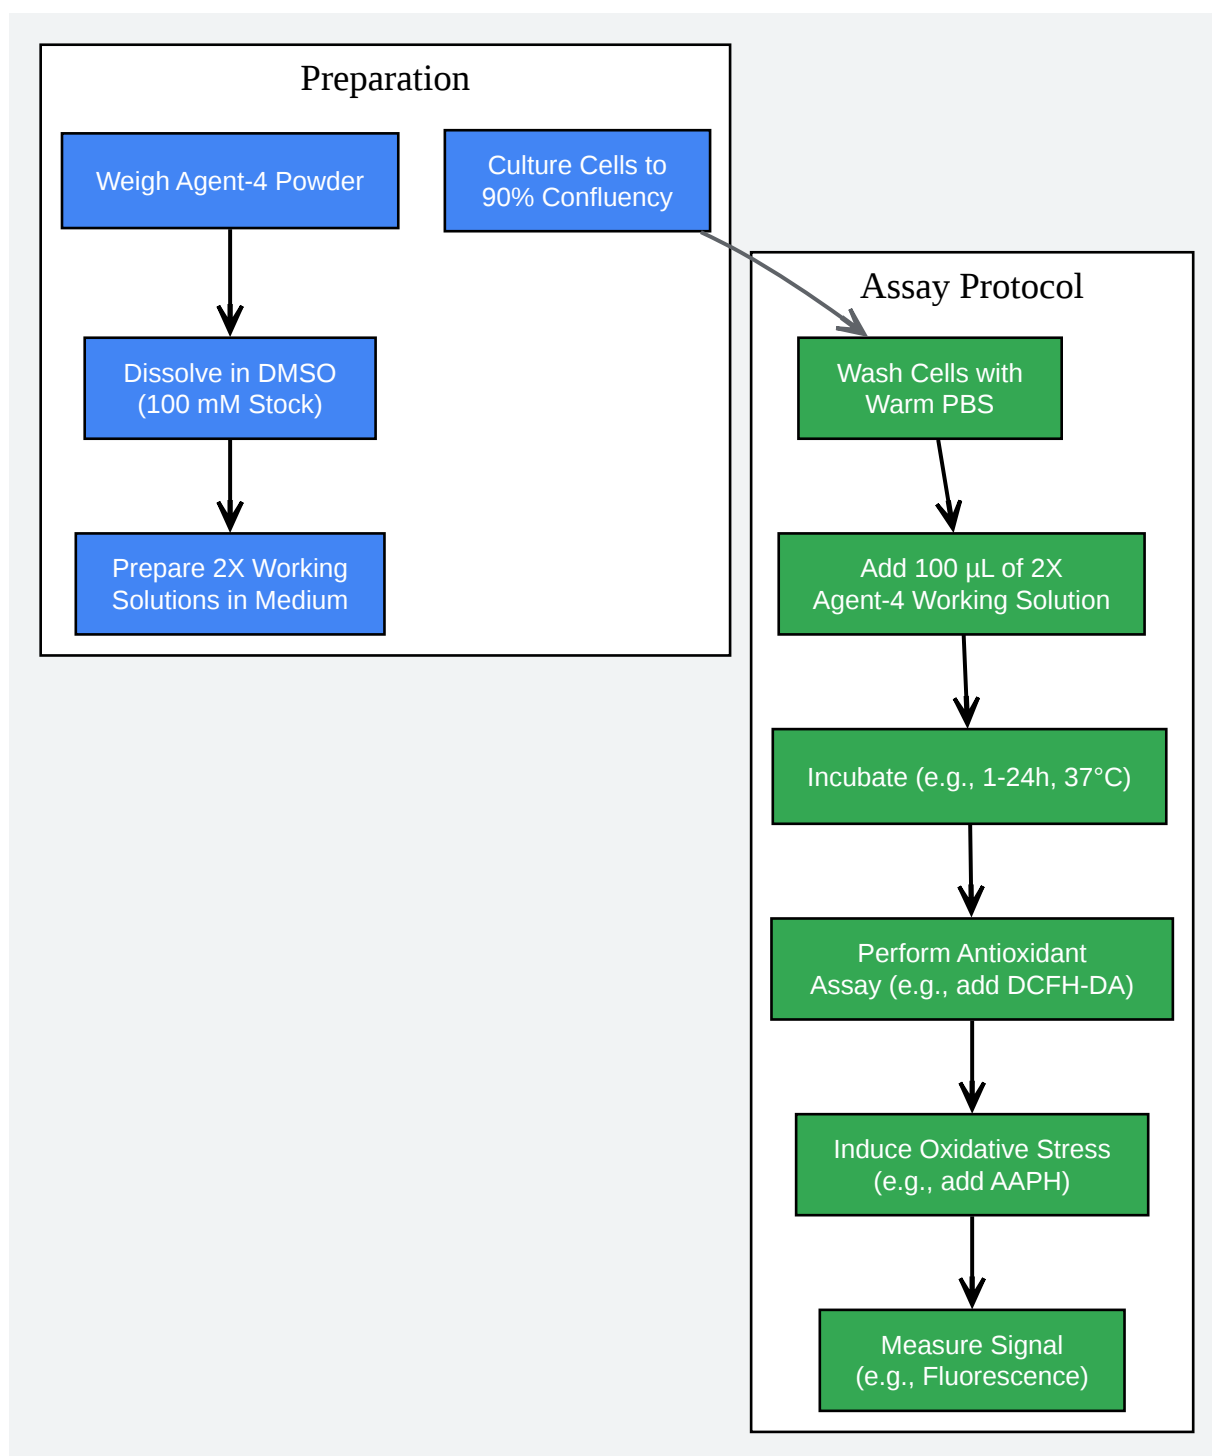 Preparation
Weigh Agent-4 Powder
Culture Cells to
90% Confluency
Dissolve in DMSO
(100 mM Stock)
Prepare 2X Working
Solutions in Medium
Assay Protocol
Wash Cells with
Warm PBS
Add 100 µL of 2X
Agent-4 Working Solution
Incubate (e.g., 1-24h, 37°C)
Perform Antioxidant
Assay (e.g., add DCFH-DA)
Induce Oxidative Stress
(e.g., add AAPH)
Measure Signal
(e.g., Fluorescence)